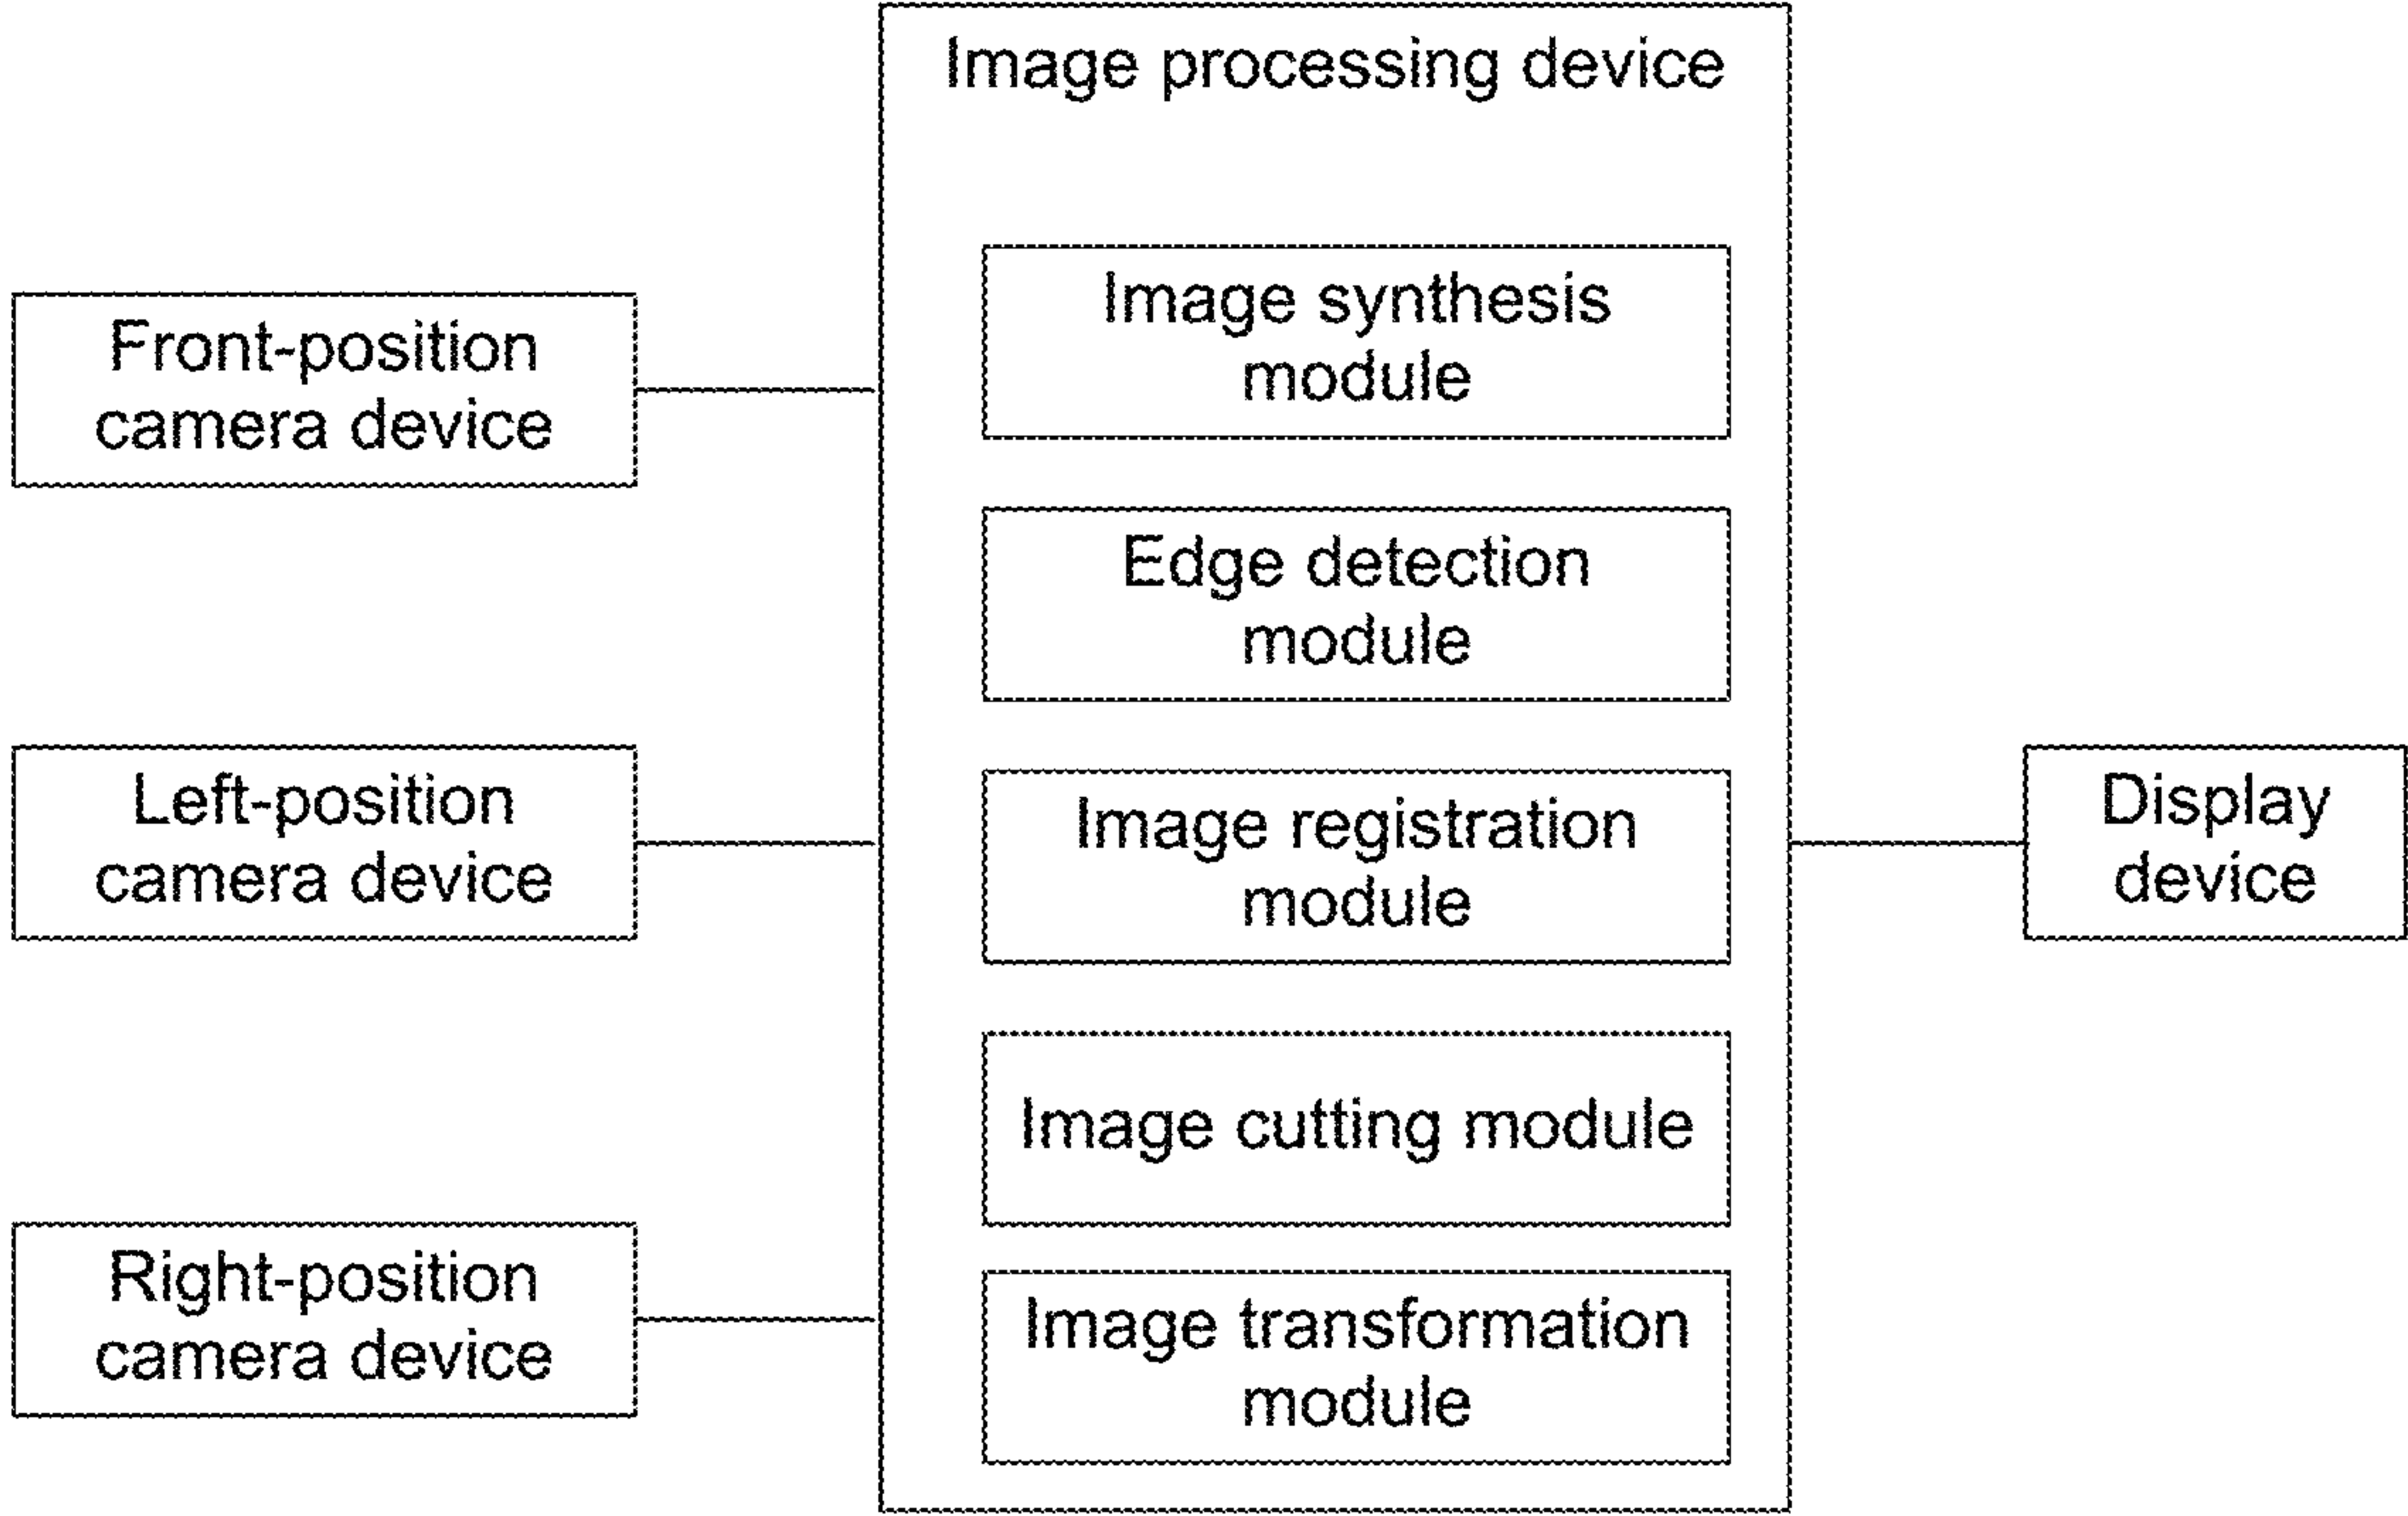 Image processing device
Front-position
camera device
Left-position
camera device
Right-position
camera device
Image synthesis
module
Edge detection
module
Image registration
module
Image cutting module
Image transformation
module
Display
device